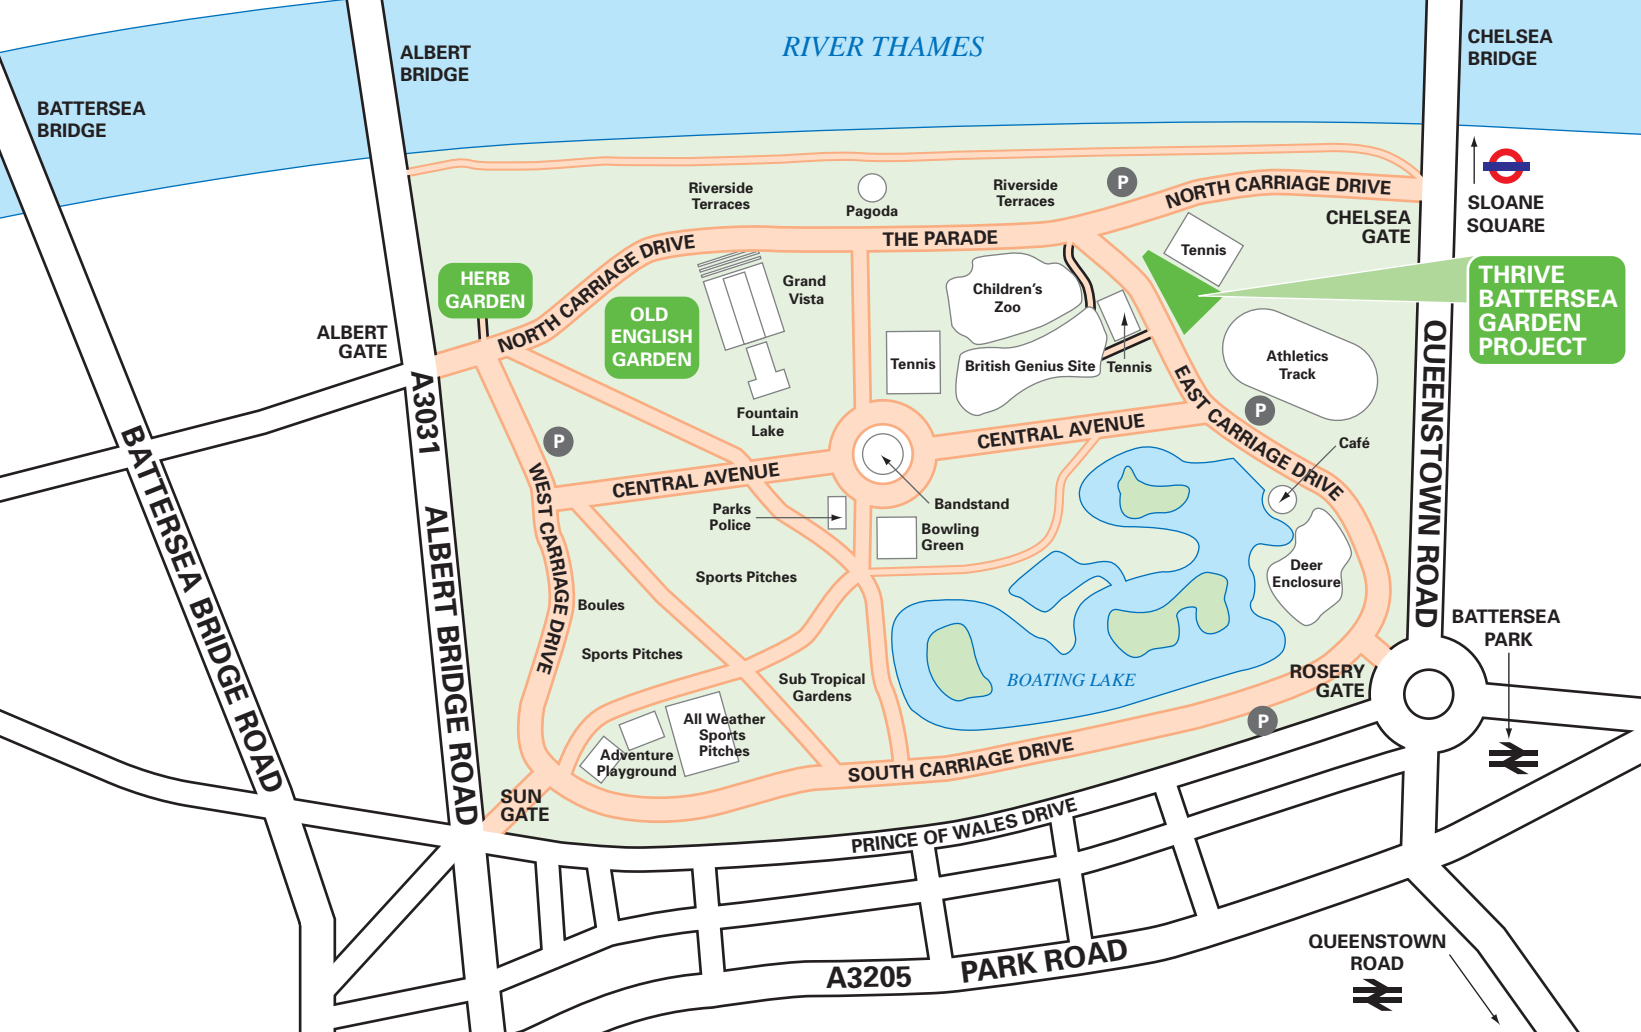 RIVER THAMES
CHELSEA
BRIDGE
ALBERT
BRIDGE
BATTERSEA
BRIDGE
SLOANE
SQUARE
P
NORTH CARRIAGE DRIVE
CHELSEA
GATE
Riverside
Terraces
Pagoda
Riverside
Terraces
THE PARADE
Tennis
THRIVE
BATTERSEA
GARDEN
PROJECT
HERB
GARDEN
NORTH CARRIAGE DRIVE
OLD
ENGLISH
GARDEN
Grand
Vista
Children's
Zoo
ALBERT
GATE
Tennis
British Genius Site
Tennis
Athletics
Track
QUEENSTOWN ROAD
A3031
Fountain
Lake
EAST CARRIAGE DRIVE
P
P
CENTRAL AVENUE
CENTRAL AVENUE
Café
BATTERSEA BRIDGE ROAD
WEST CARRIAGE DRIVE
ALBERT BRIDGE ROAD
Parks
Police
Bandstand
Bowling
Green
Sports Pitches
Boules
Deer
Enclosure
Sports Pitches
Sub Tropical
Gardens
BOATING LAKE
ROSERY
GATE
BATTERSEA
PARK
P
All Weather
Sports
Pitches
Adventure
Playground
SOUTH CARRIAGE DRIVE
SUN
GATE
PRINCE OF WALES DRIVE
A3205
PARK ROAD
QUEENSTOWN
ROAD